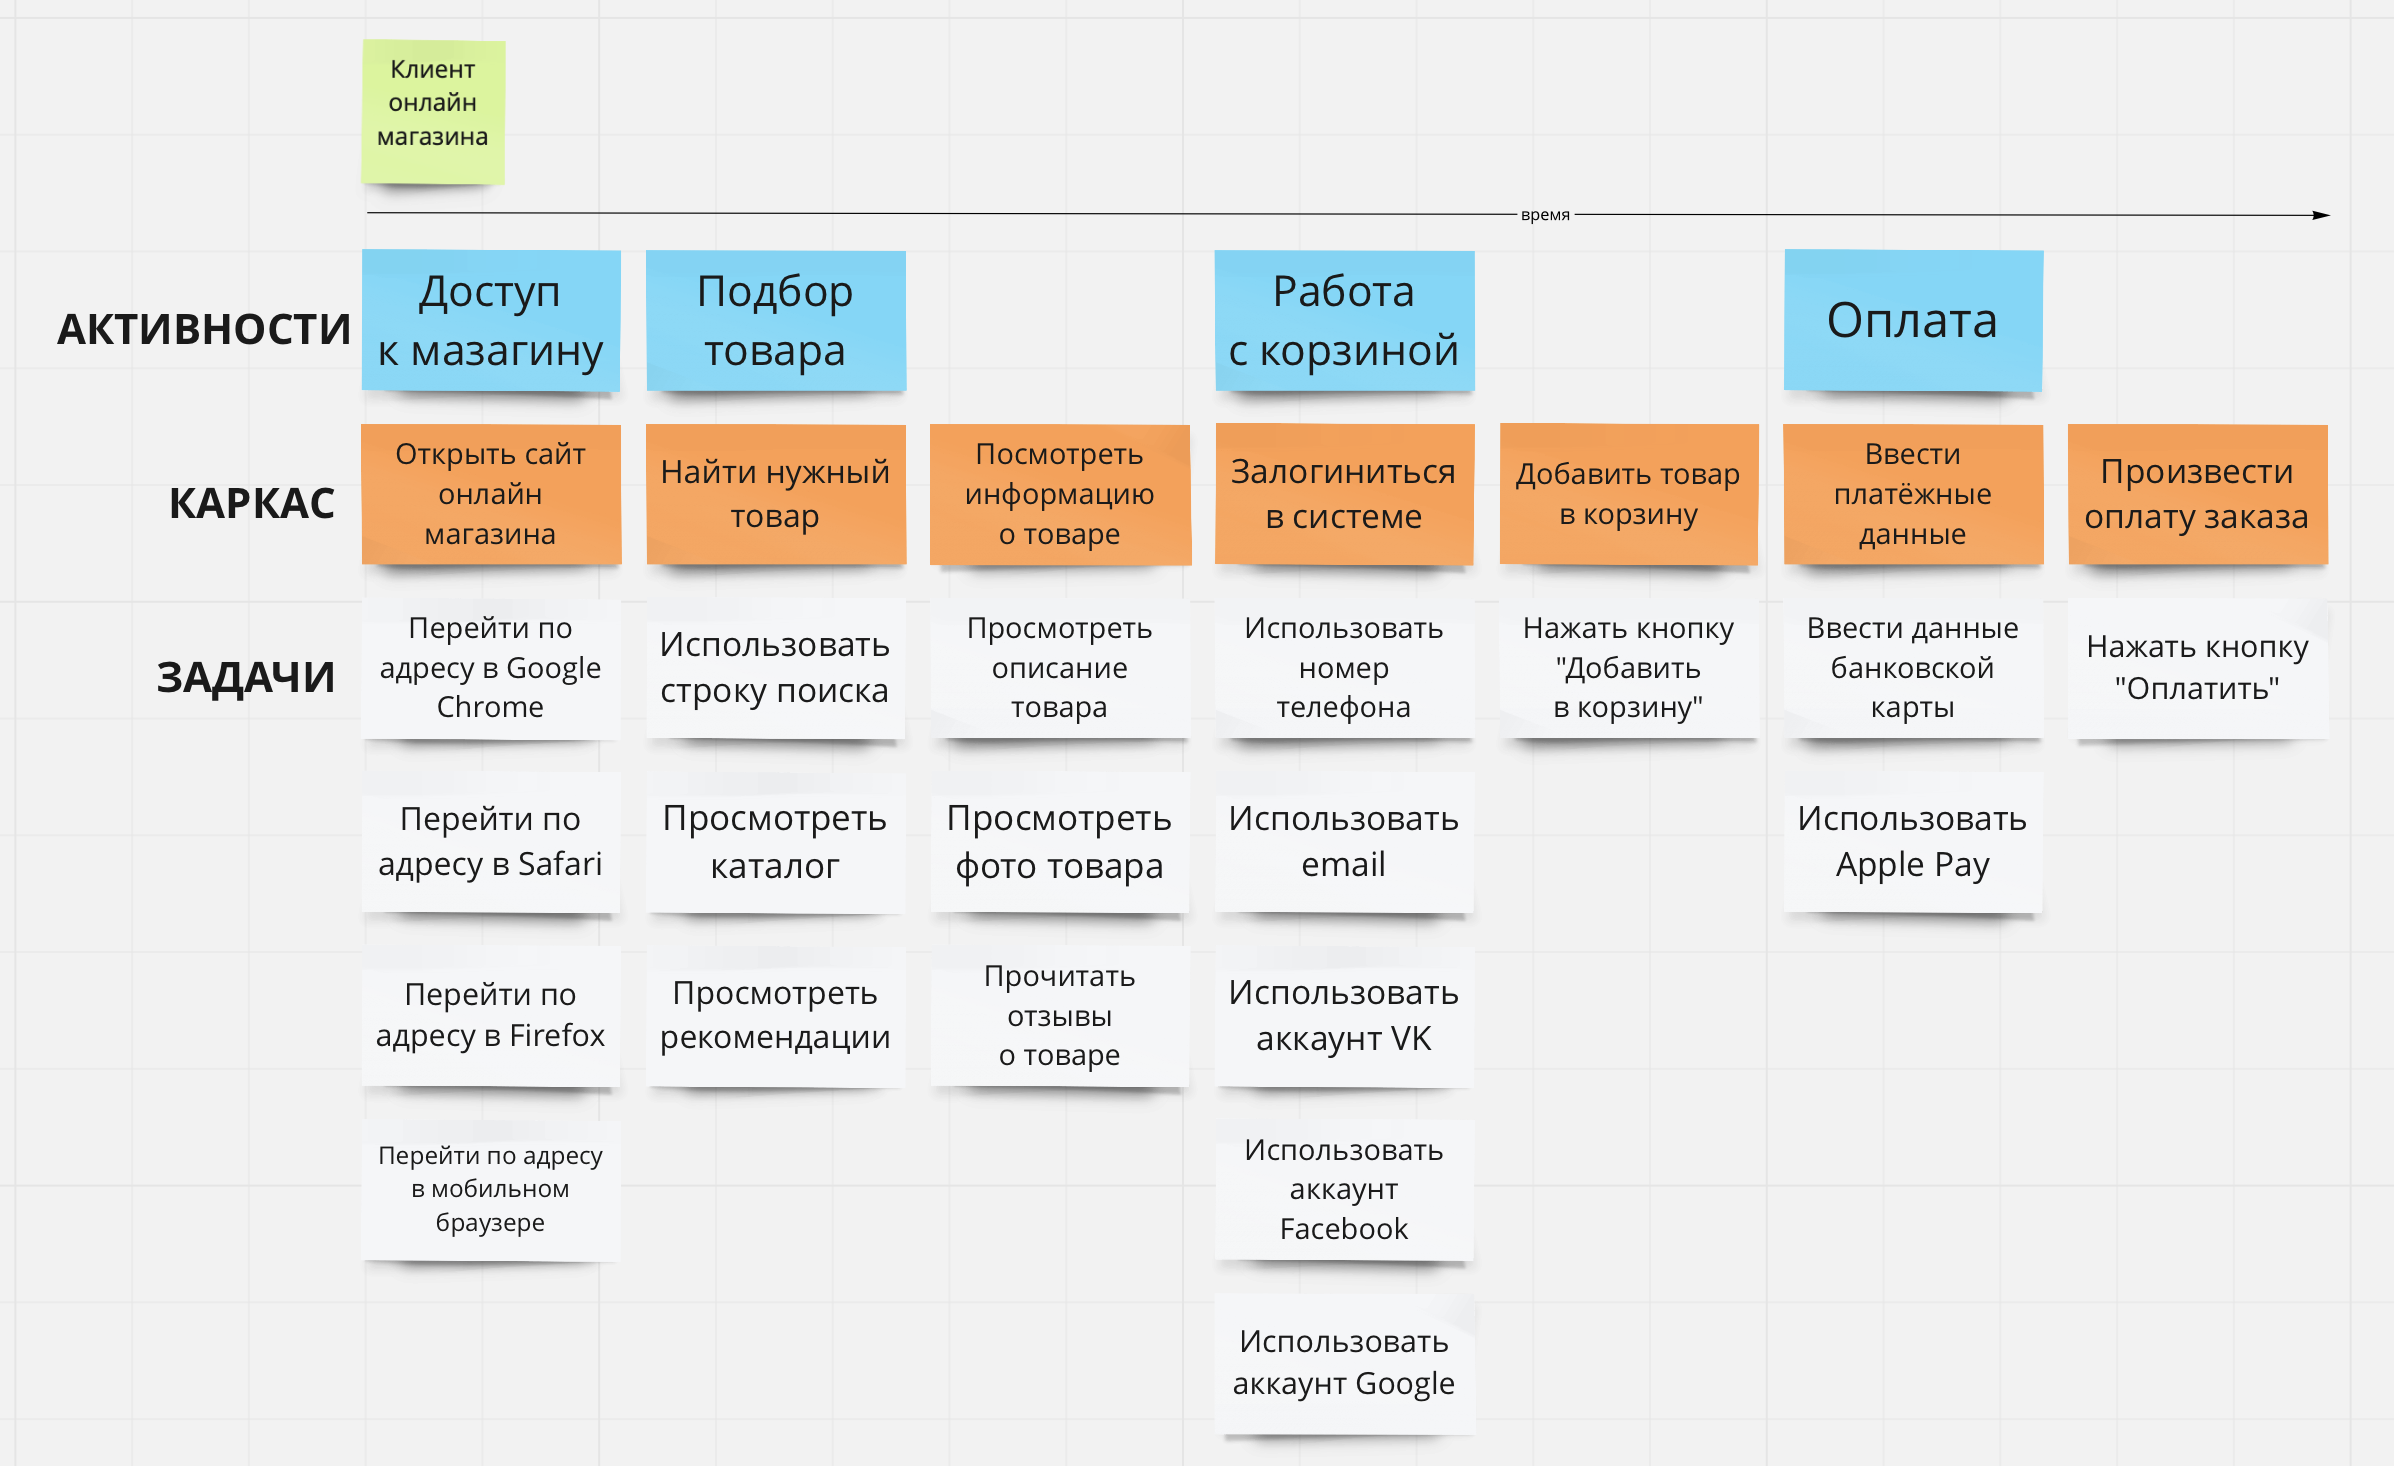 Клиент
онлайн
магазина
время
АКТИВНОСТИ
Доступ
к мазагину
Подбор
товара
Работа
с корзиной
Оплата
КАРКАС
Открыть сайт
онлайн
магазина
Найти нужный
товар
Посмотреть
информацию
о товаре
Залогиниться
в системе
Добавить товар
в корзину
Ввести
платёжные
данные
Произвести
оплату заказа
ЗАДАЧИ
Перейти по
адресу в Google
Chrome
Использовать
строку поиска
Просмотреть
описание
товара
Использовать
номер
телефона
Нажать кнопку
"Добавить
в корзину"
Ввести данные
банковской
карты
Нажать кнопку
"Оплатить"
Перейти по
адресу в Safari
Просмотреть
каталог
Просмотреть
фото товара
Использовать
email
Использовать
Apple Pay
Перейти по
адресу в Firefox
Просмотреть
рекомендации
Прочитать
отзывы
о товаре
Использовать
аккаунт VK
Перейти по адресу
в мобильном
браузере
Использовать
аккаунт
Facebook
Использовать
аккаунт Google